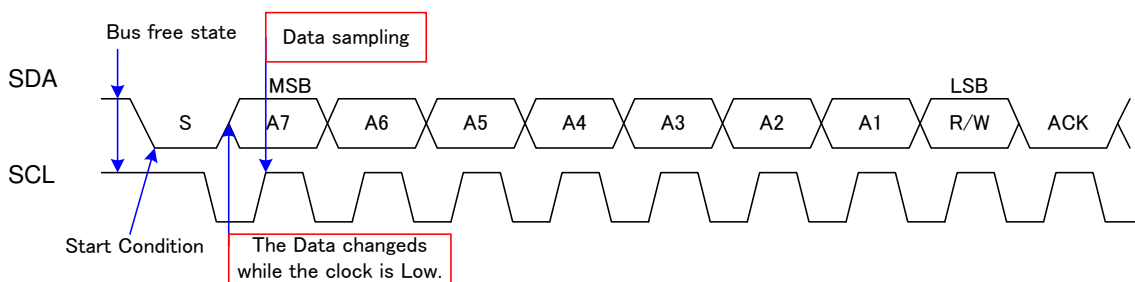 Bus free state
Data sampling
SDA
MSB
LSB
S
A7
A6
A5
A4
A3
A2
A1
R/W
ACK
SCL
Start Condition
The Data changeds
while the clock is Low.